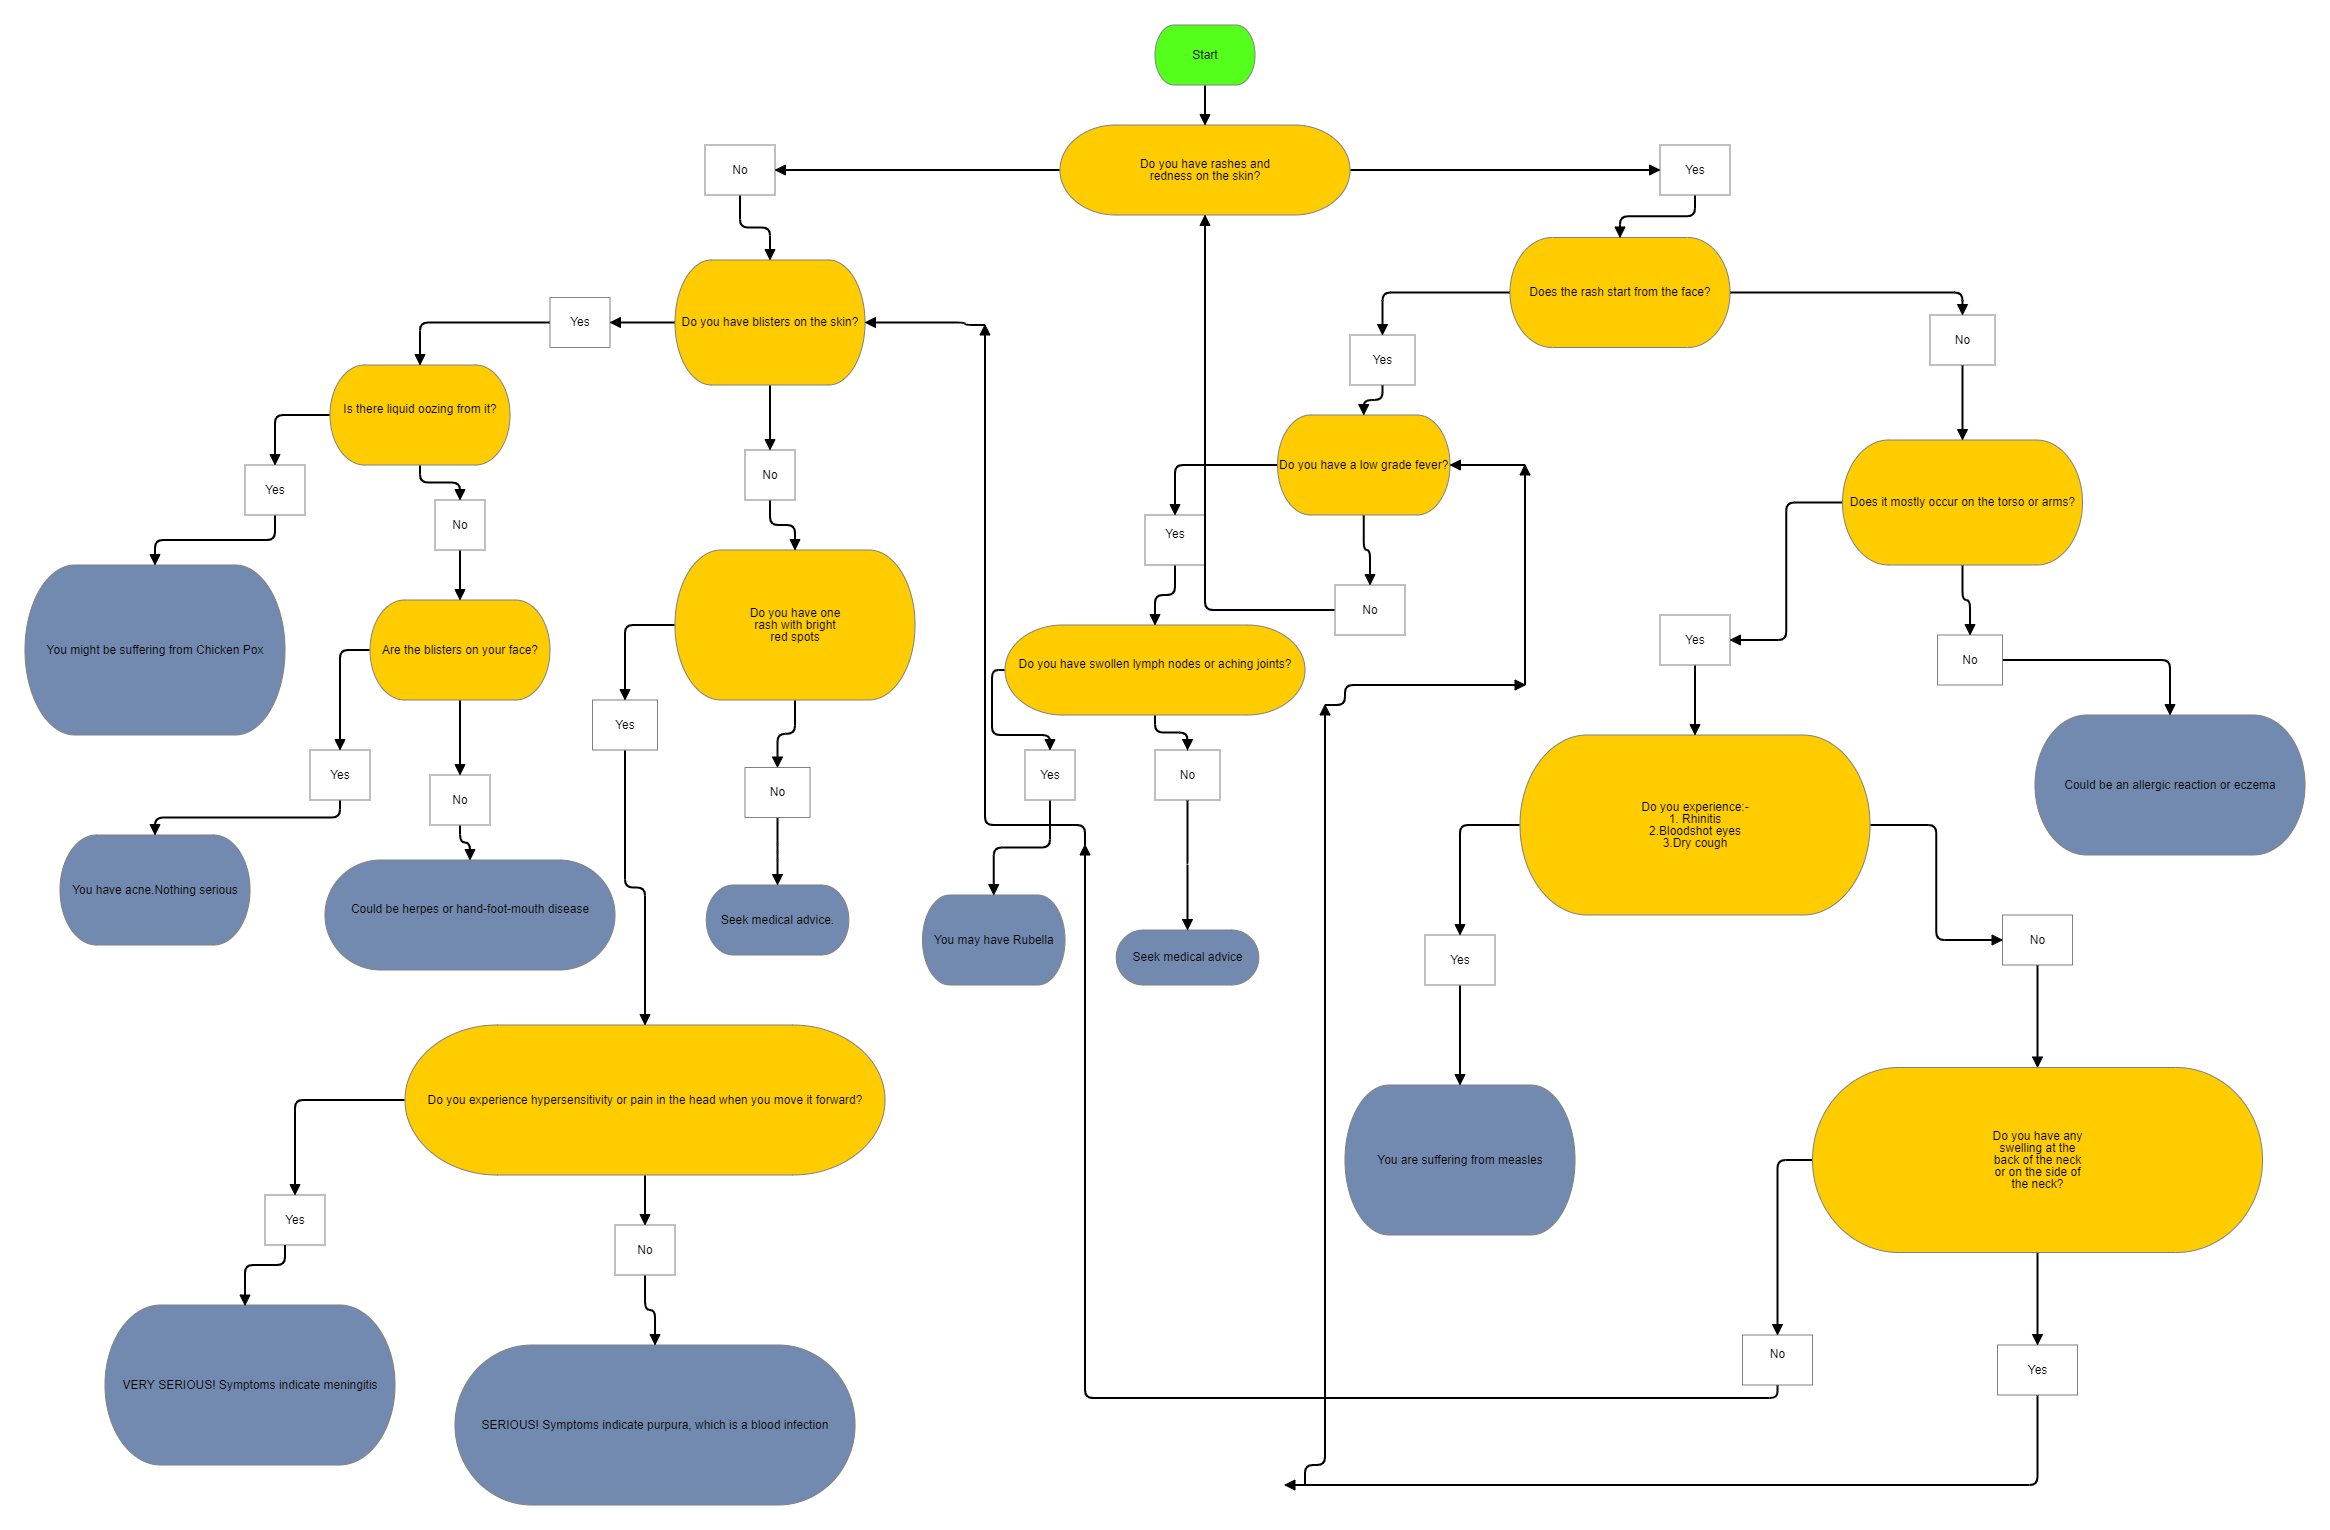 Start
Do you have rashes and
redness on the skin?
No
Yes
Does the rash start from the face?
Do you have blisters on the skin?
Yes
No
Yes
Is there liquid oozing from it?
Do you have a low grade fever?
Does it mostly occur on the torso or arms?
No
Yes
No
Yes
No
Yes
No
Do you have one
rash with bright
red spots
You might be suffering from Chicken Pox
Are the blisters on your face?
Do you have swollen lymph nodes or aching joints?
Yes
No
Yes
Yes
No
No
Yes
No
Could be an allergic reaction or eczema
Do you experience:-
1. Rhinitis
2.Bloodshot eyes
3.Dry cough
You have acne.Nothing serious
Could be herpes or hand-foot-mouth disease
Seek medical advice.
You may have Rubella
Seek medical advice
Yes
No
Do you experience hypersensitivity or pain in the head when you move it forward?
You are suffering from measles
Do you have any
swelling at the
back of the neck
or on the side of
the neck?
Yes
No
No
Yes
VERY SERIOUS! Symptoms indicate meningitis
SERIOUS! Symptoms indicate purpura, which is a blood infection